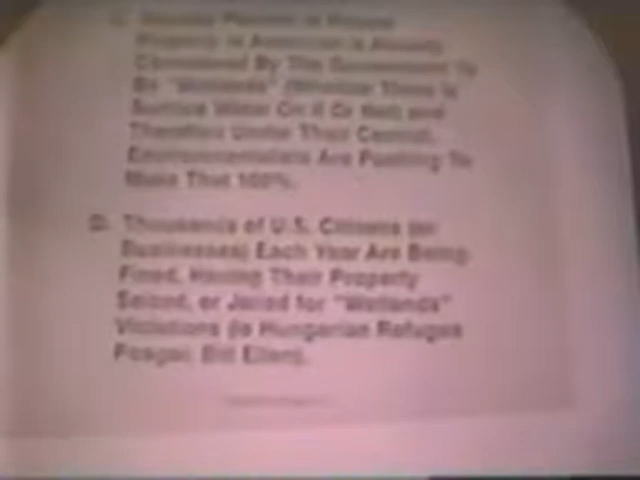 Property in American is Already
Considered By The Government To
Be "Wetlands" (Whether There is
Surface Water On it Or Not) and
Therefore Under Their Control.
Environmentalists Are Pushing To
Make That 100%.
D. Thousands of U.S. Citizens (or
Businesses) Each Year Are Being
Fined, Having Their Property
Seized, or Jailed for "Wetlands"
Violations (ie Hungarian Refugee
Bill Ellen).